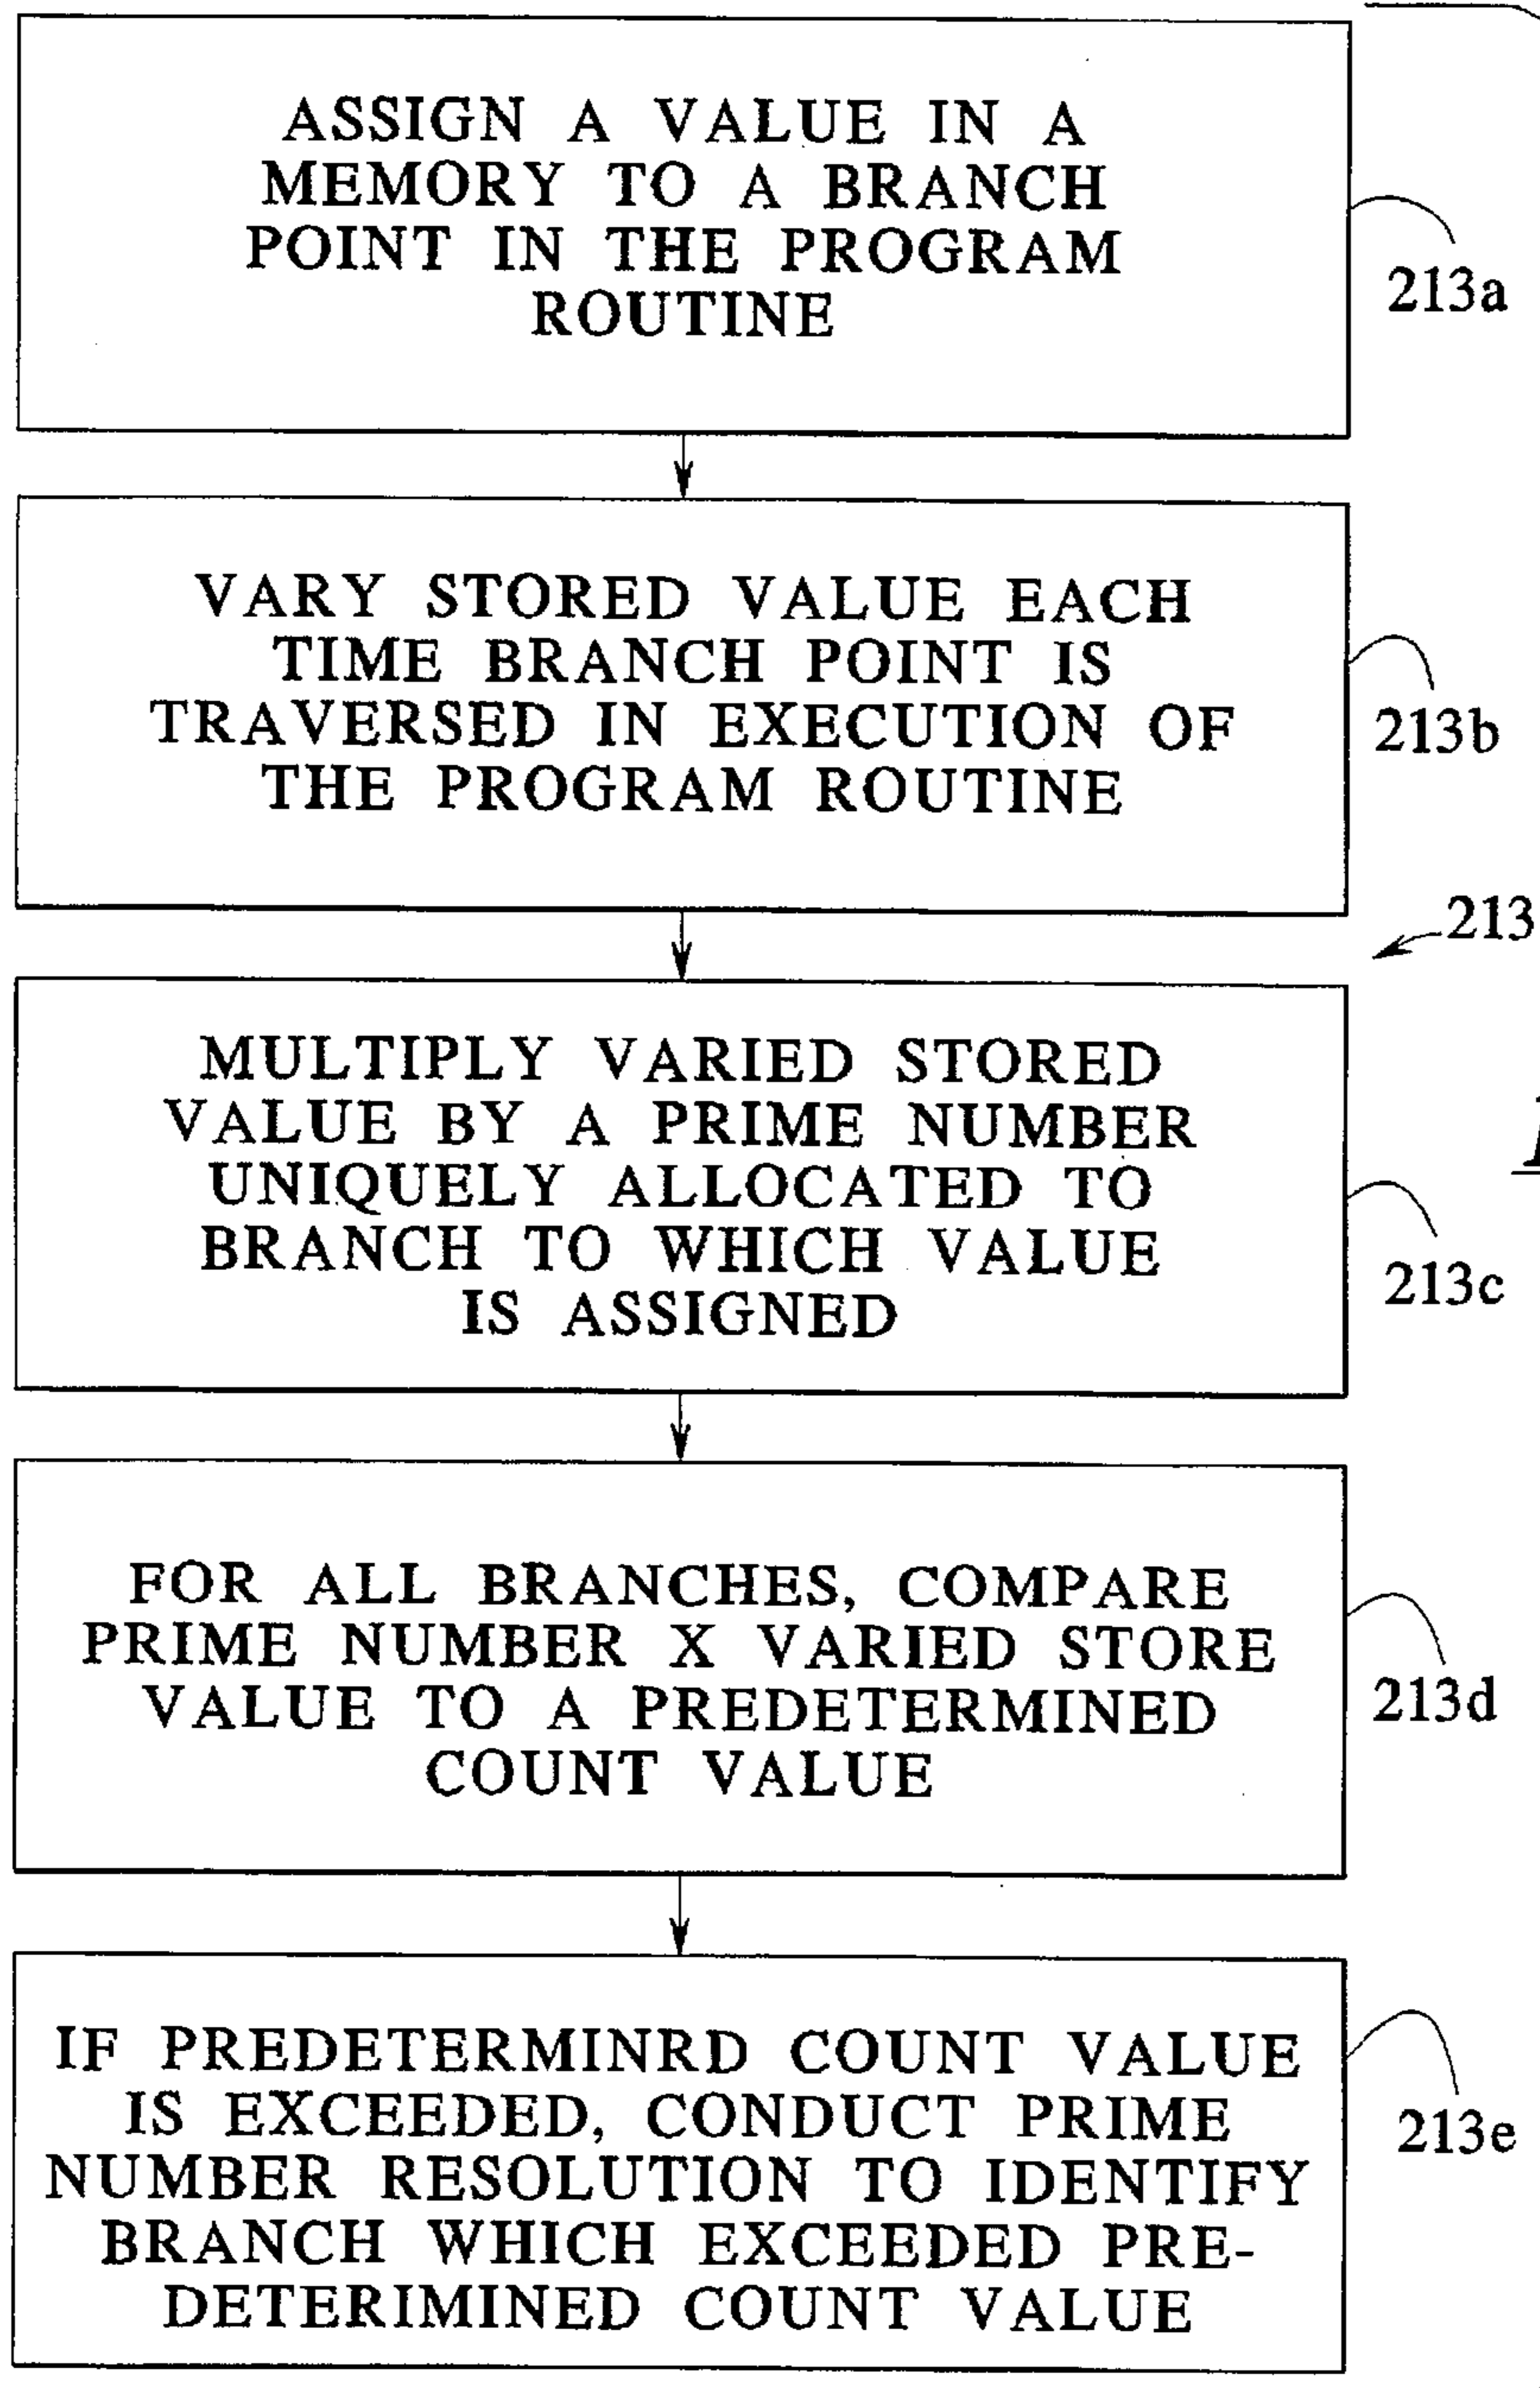 ASSIGN A VALUE IN A
MEMORY TO A BRANCH
POINT IN THE PROGRAM
ROUTINE
213a
VARY STORED VALUE EACH
TIME BRANCH POINT IS
TRAVERSED IN EXECUTION OF
THE PROGRAM ROUTINE
213b
213
MULTIPLY VARIED STORED
VALUE BY A PRIME NUMBER
UNIQUELY ALLOCATED TO
BRANCH TO WHICH VALUE
IS ASSIGNED
213c
FOR ALL BRANCHES, COMPARE
PRIME NUMBER X VARIED STORE
VALUE TO A PREDETERMINED
COUNT VALUE
213d
IF PREDETERMINRD COUNT VALUE
IS EXCEEDED, CONDUCT PRIME
NUMBER RESOLUTION TO IDENTIFY
BRANCH WHICH EXCEEDED PRE-
DETERIMINED COUNT VALUE
213e